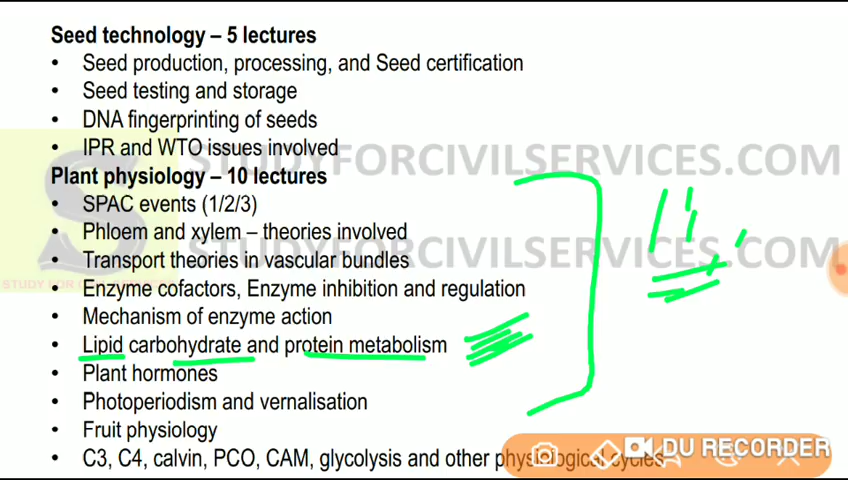 Seed technology – 5 lectures
• Seed production, processing, and Seed certification
• Seed testing and storage
• DNA fingerprinting of seeds
• IPR and WTO issues involved
STUDYFORCIVILSERVICES.COM
Plant physiology – 10 lectures
• SPAC events (1/2/3)
• Phloem and xylem – theories involved
STUDYFORCIVILSERVICES.COM
• Transport theories in vascular bundles
• Enzyme cofactors, Enzyme inhibition and regulation
• Mechanism of enzyme action
• Lipid carbohydrate and protein metabolism
• Plant hormones
• Photoperiodism and vernalisation
• Fruit physiology
DU RECORDER
• C3, C4, calvin, PCO, CAM, glycolysis and other physiological cycles